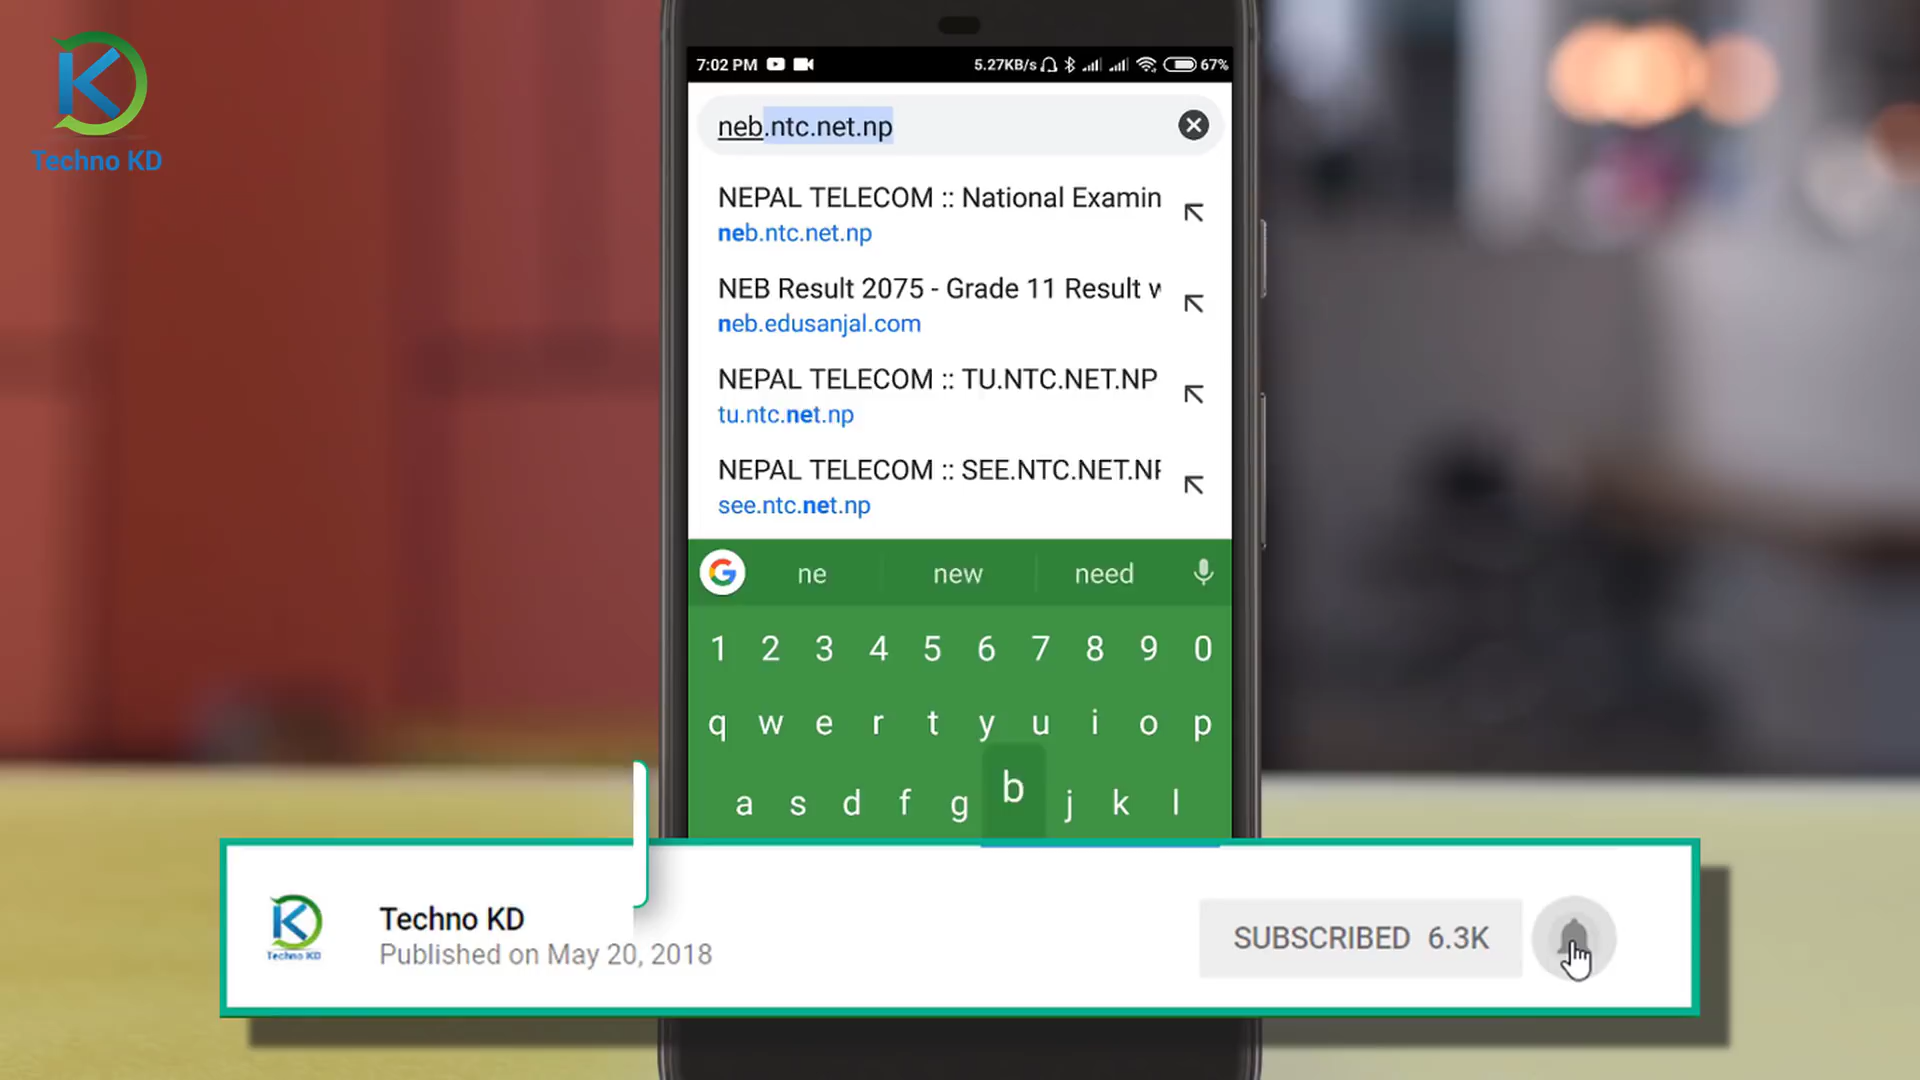 Techno KD
7:02 PM 5.27KB/s 67%
neb.ntc.net.np
NEPAL TELECOM :: National Examin
neb.ntc.net.np
NEB Result 2075 - Grade 11 Result w
neb.edusanjal.com
NEPAL TELECOM :: TU.NTC.NET.NP
tu.ntc.net.np
NEPAL TELECOM :: SEE.NTC.NET.NP
see.ntc.net.np
ne new need
1 2 3 4 5 6 7 8 9 0
q w e r t y u i o p
a s d f g b j k l
Techno KD
Techno KD
Published on May 20, 2018
SUBSCRIBED 6.3K